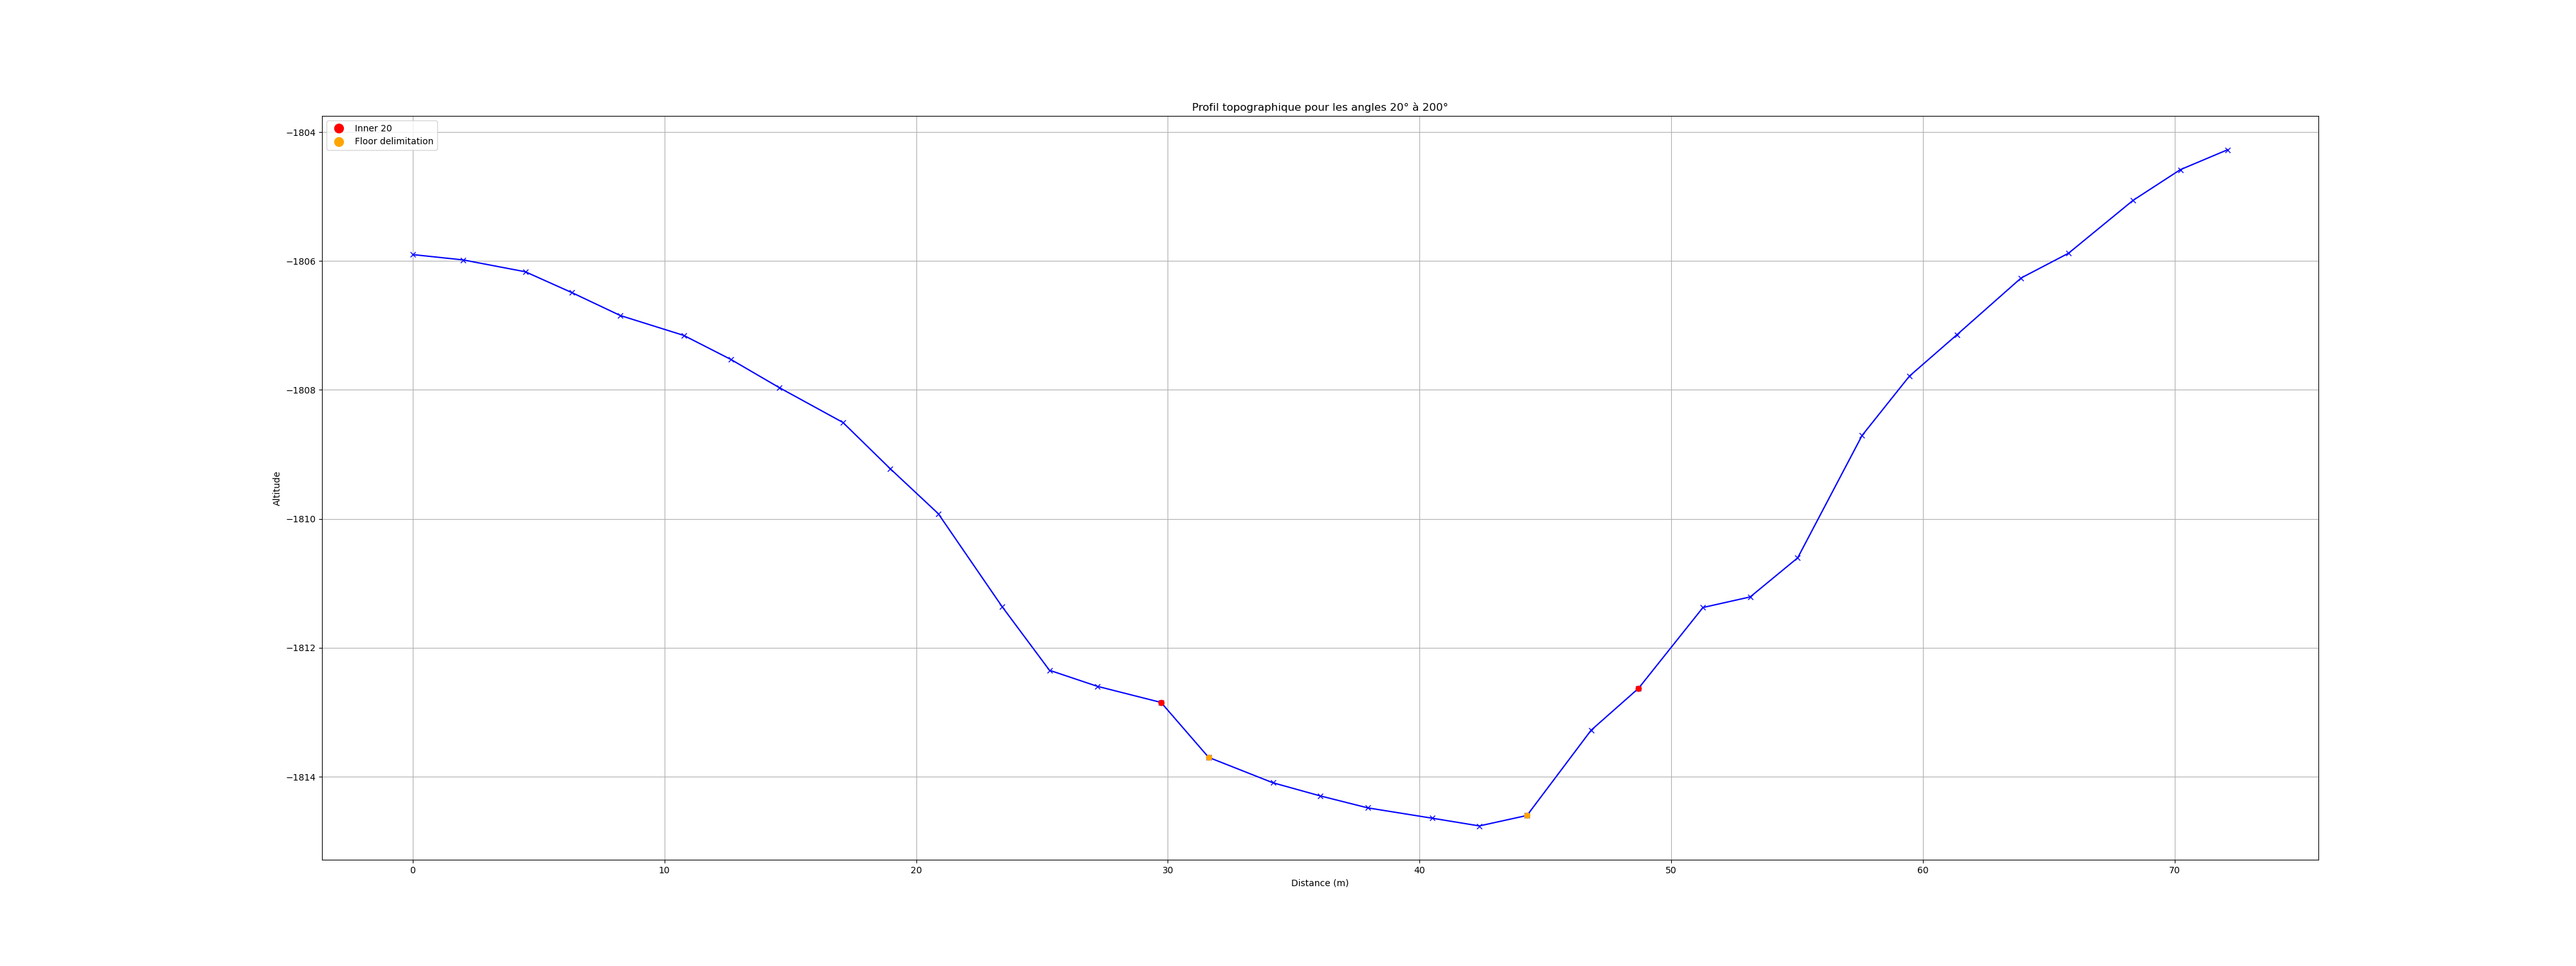 Profil topographique pour les angles 20° à 200°
Inner 20
Floor delimitation
Altitude
−1804
−1806
−1808
−1810
−1812
−1814
0 10 20 30 40 50 60 70
Distance (m)